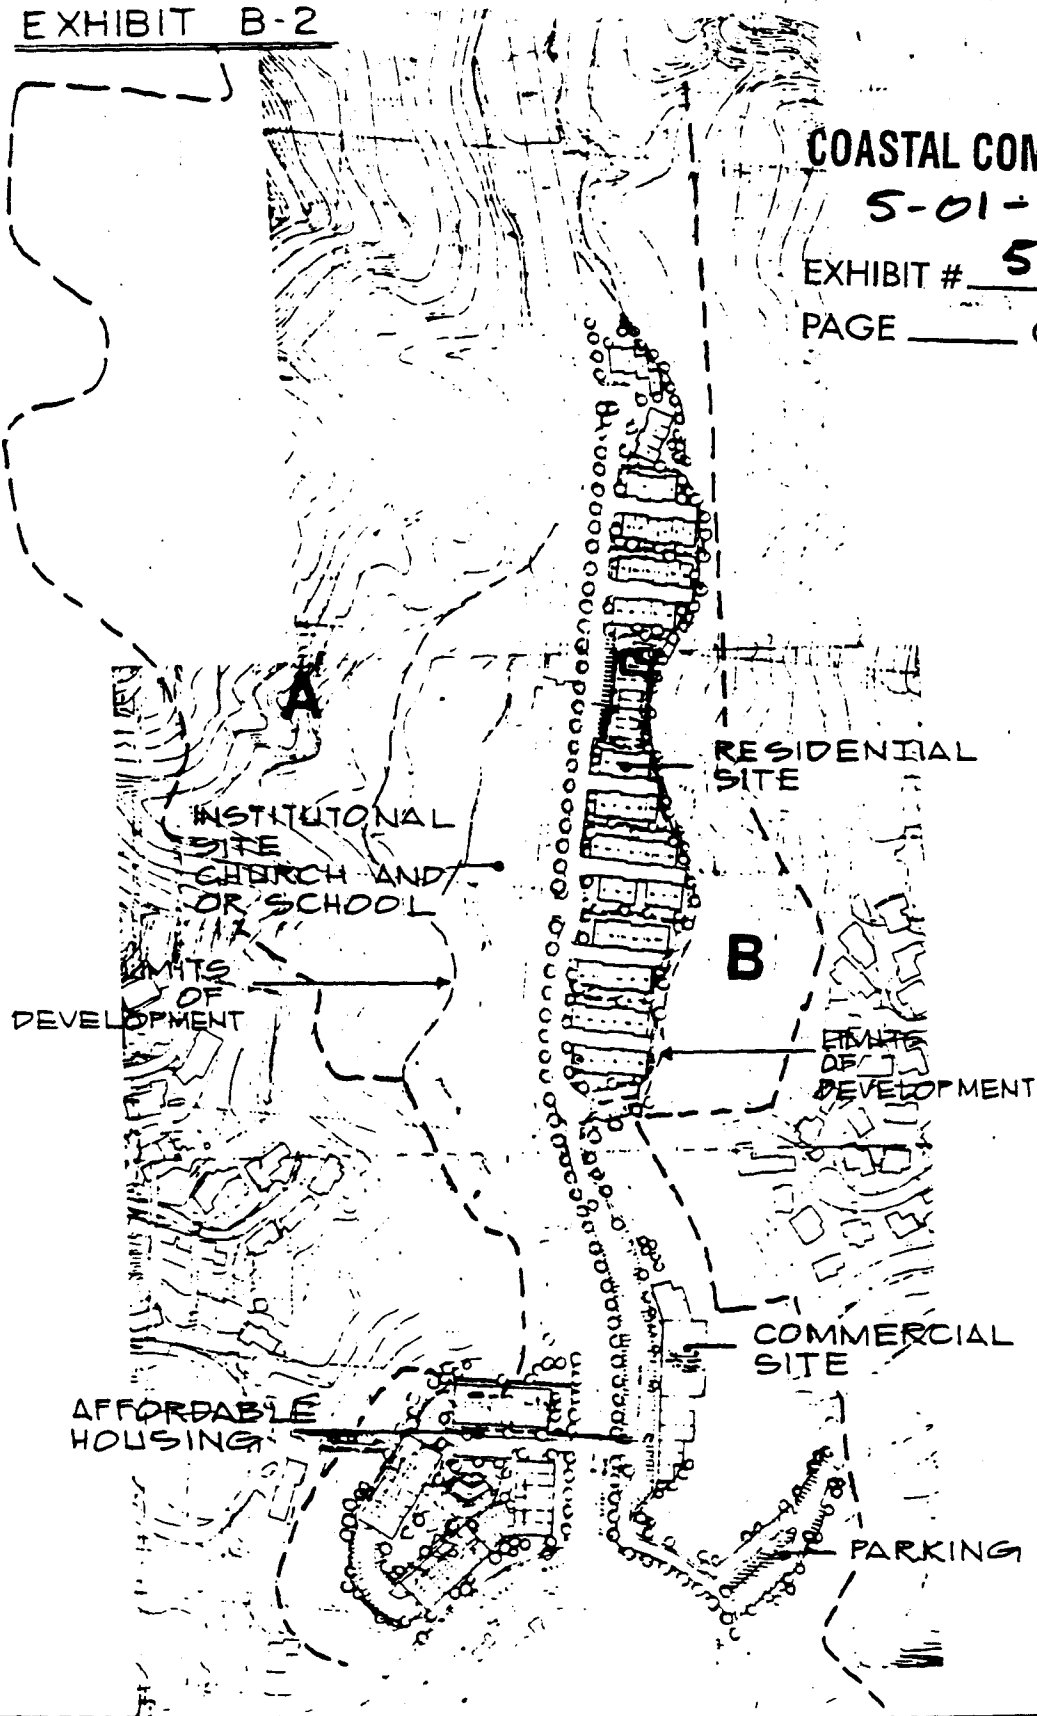 EXHIBIT B-2
COASTAL COM
5-01-
EXHIBIT # 5
PAGE
A
C
RESIDENTIAL
SITE
INSTITUTONAL
SITE
CHURCH AND/
OR SCHOOL
B
LIMITS
OF
DEVELOPMENT
LIMITS
OF
DEVELOPMENT
COMMERCIAL
SITE
AFFORDABLE
HOUSING
PARKING